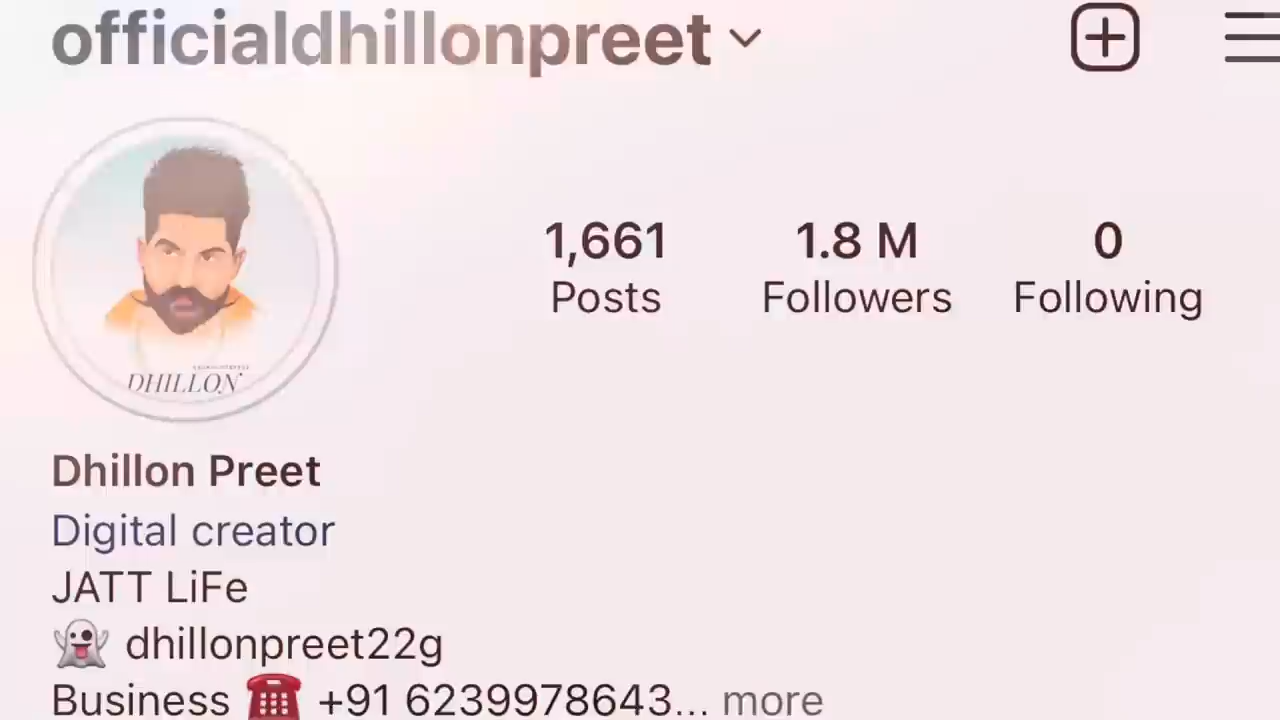 officialdhillonpreet
DHILLON
1,661
Posts
1.8 M
Followers
0
Following
Dhillon Preet
Digital creator
JATT LiFe
👻 dhillonpreet22g
Business ☎️ +91 6239978643... more